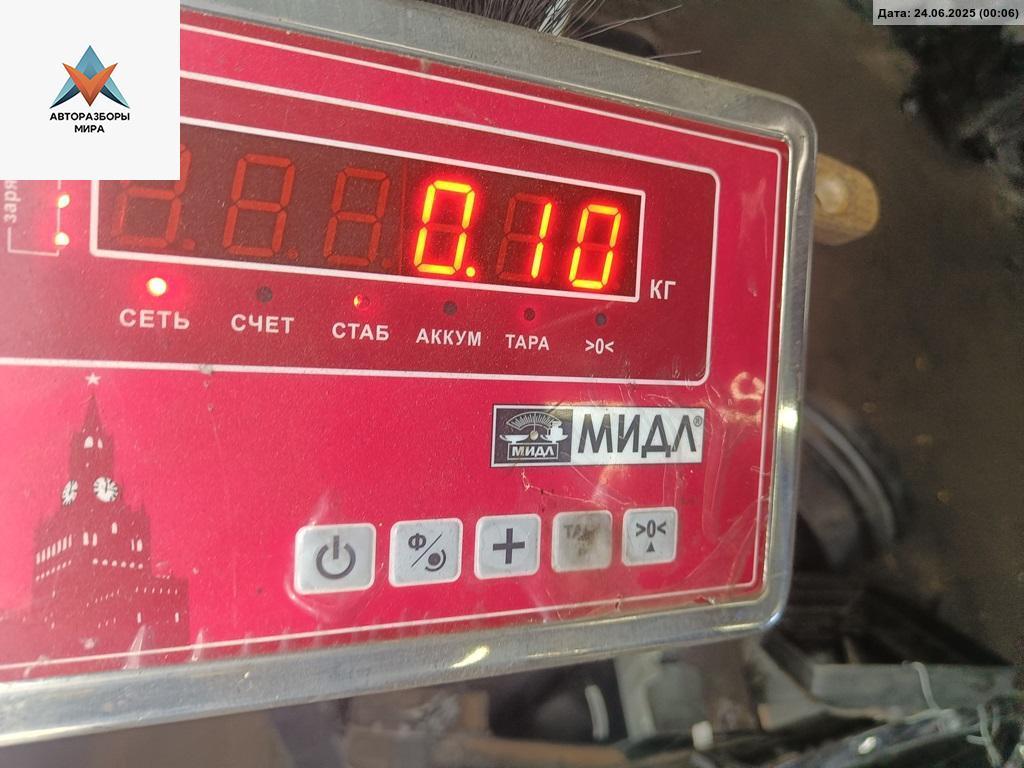 Дата: 24.06.2025 (00:06)
АВТОРАЗБОРЫ
МИРА
0.10
КГ
СЕТЬ СЧЕТ СТАБ АККУМ ТАРА >0<
МИДЛ МИДЛ®
Ф/ + >0<